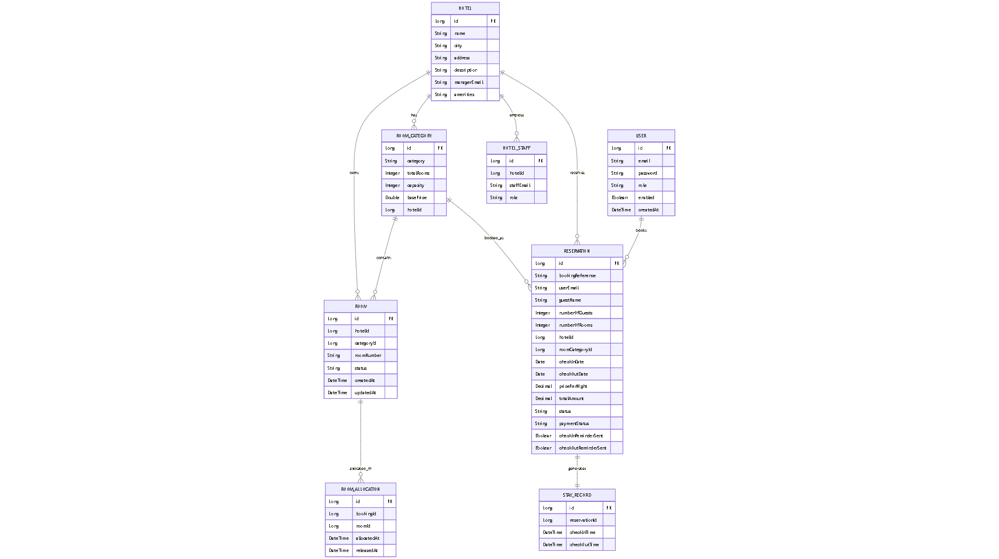 HOTEL
Long id PK
String name
String city
String address
String description
String managerEmail
String amenities
has
employs
ROOM_CATEGORY
Long id PK
String category
Integer totalRooms
Integer capacity
Double basePrice
Long hotelId
HOTEL_STAFF
Long id PK
Long hotelId
String staffEmail
String role
USER
Long id PK
String email
String password
String role
Boolean enabled
DateTime createdAt
owns
receives
books
booked_as
contains
RESERVATION
Long id PK
String bookingReference
String userEmail
String guestName
Integer numberOfGuests
Integer numberOfRooms
Long hotelId
Long roomCategoryId
Date checkInDate
Date checkOutDate
Decimal pricePerNight
Decimal totalAmount
String status
String paymentStatus
Boolean checkInReminderSent
Boolean checkOutReminderSent
ROOM
Long id PK
Long hotelId
Long categoryId
String roomNumber
String status
DateTime createdAt
DateTime updatedAt
allocated_in
generates
ROOM_ALLOCATION
Long id PK
Long bookingId
Long roomId
DateTime allocatedAt
DateTime releasedAt
STAY_RECORD
Long id PK
Long reservationId
DateTime checkInTime
DateTime checkOutTime